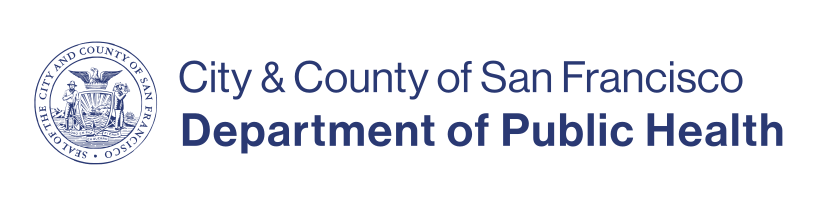 SEAL OF THE CITY AND COUNTY OF SAN FRANCISCO •
City & County of San Francisco
Department of Public Health